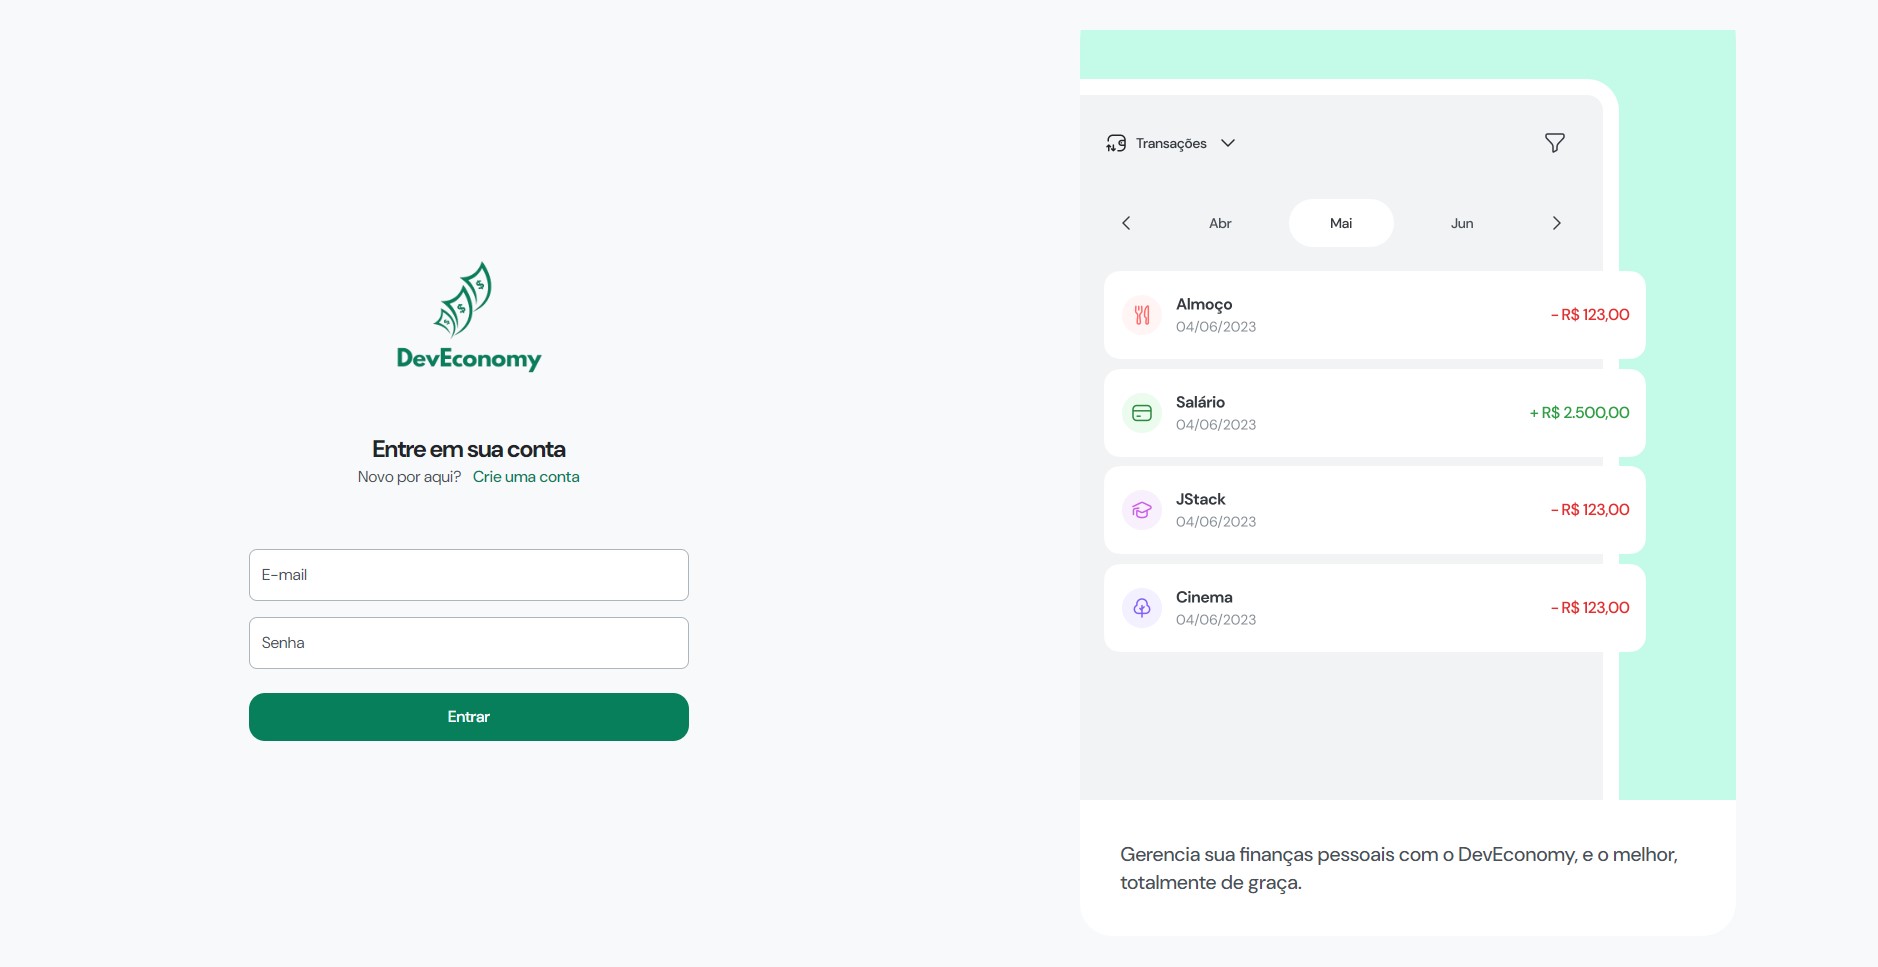 DevEconomy
Entre em sua conta
Novo por aqui? Crie uma conta
E-mail
Senha
Entrar
Transações
Abr
Mai
Jun
Almoço
04/06/2023
- R$ 123,00
Salário
04/06/2023
+ R$ 2.500,00
JStack
04/06/2023
- R$ 123,00
Cinema
04/06/2023
- R$ 123,00
Gerencia sua finanças pessoais com o DevEconomy, e o melhor,
totalmente de graça.